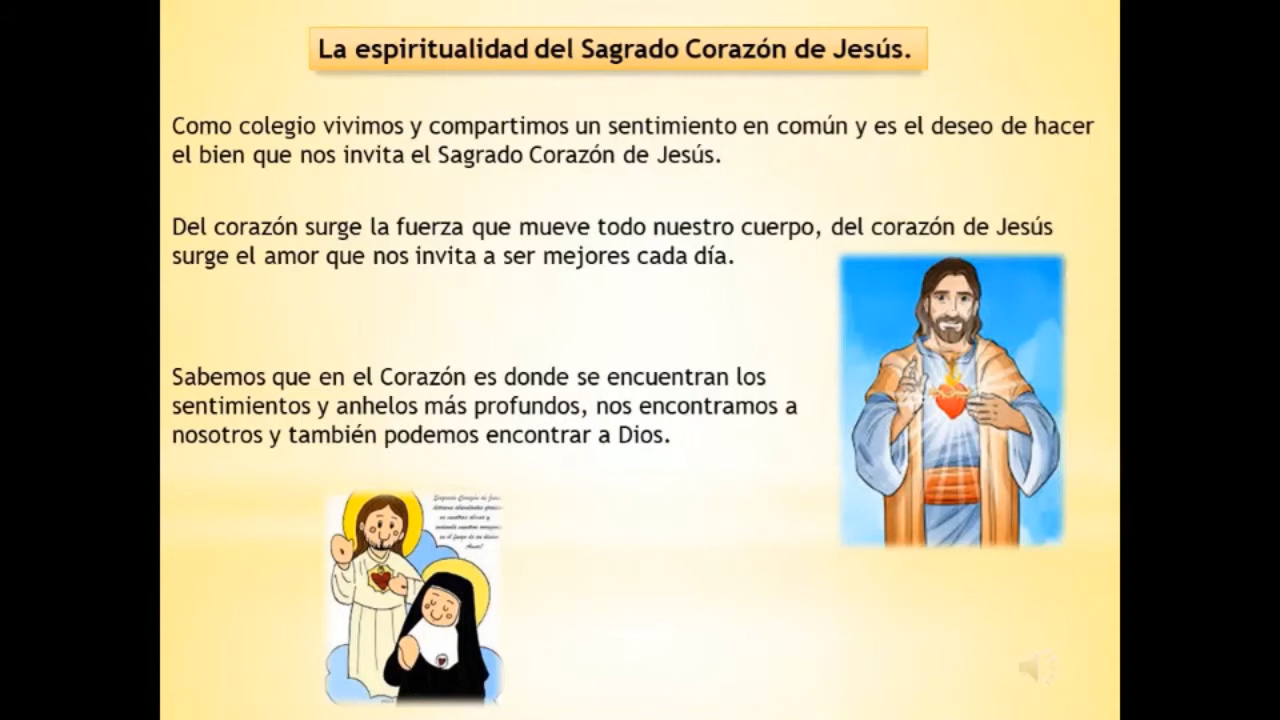 La espiritualidad del Sagrado Corazón de Jesús.
Como colegio vivimos y compartimos un sentimiento en común y es el deseo de hacer
el bien que nos invita el Sagrado Corazón de Jesús.
Del corazón surge la fuerza que mueve todo nuestro cuerpo, del corazón de Jesús
surge el amor que nos invita a ser mejores cada día.
Sabemos que en el Corazón es donde se encuentran los
sentimientos y anhelos más profundos, nos encontramos a
nosotros y también podemos encontrar a Dios.
Sagrado Corazón de